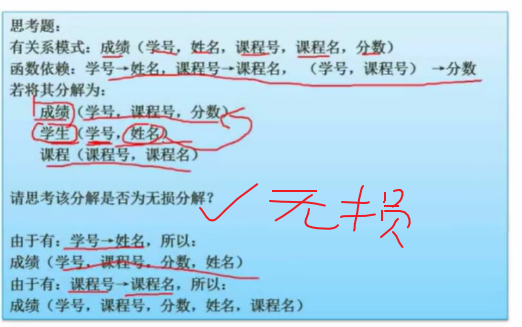 思考题：
有关系模式：成绩（学号，姓名，课程号，课程名，分数）
函数依赖：学号→姓名，课程号→课程名， （学号，课程号） →分数
若将其分解为：
成绩（学号，课程号，分数）
学生（学号，姓名）
课程（课程号，课程名）
请思考该分解是否为无损分解？
无损
由于有：学号→姓名，所以：
成绩（学号，课程号，分数，姓名）
由于有：课程号→课程名，所以：
成绩（学号，课程号，分数，姓名，课程名）